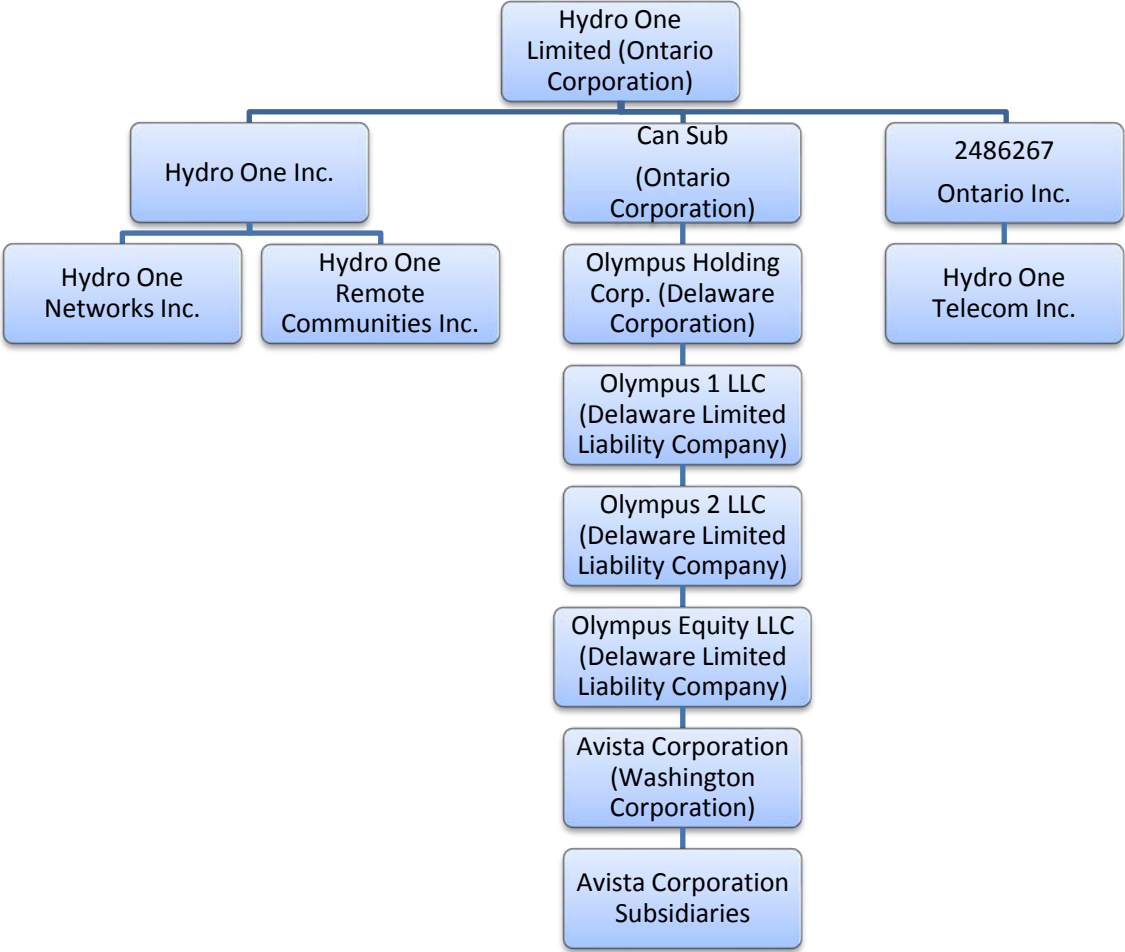 Hydro One
Limited (Ontario
Corporation)
Hydro One Inc.
Can Sub
(Ontario
Corporation)
2486267
Ontario Inc.
Hydro One
Networks Inc.
Hydro One
Remote
Communities Inc.
Olympus Holding
Corp. (Delaware
Corporation)
Hydro One
Telecom Inc.
Olympus 1 LLC
(Delaware Limited
Liability Company)
Olympus 2 LLC
(Delaware Limited
Liability Company)
Olympus Equity LLC
(Delaware Limited
Liability Company)
Avista Corporation
(Washington
Corporation)
Avista Corporation
Subsidiaries